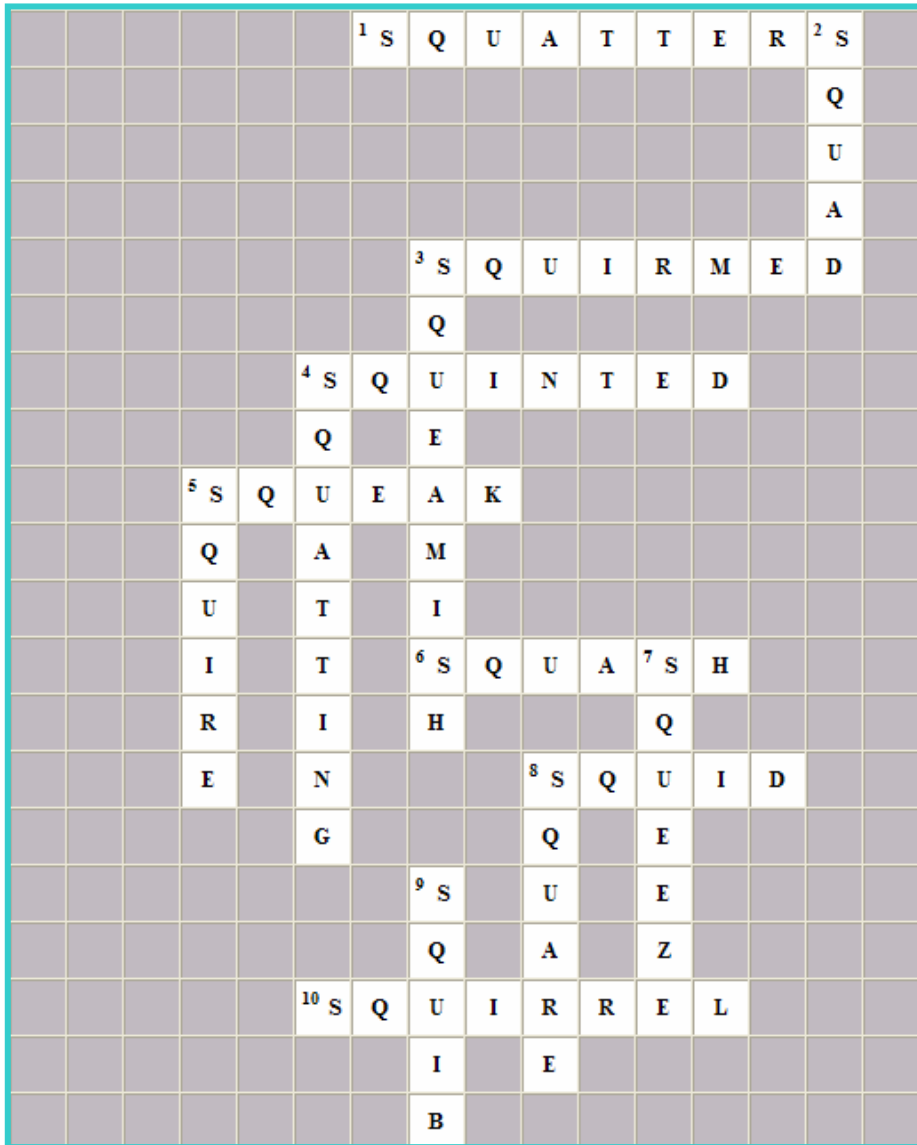 1 S Q U A T T E R 2 S
Q
U
A
3 S Q U I R M E D
Q
4 S Q U I N T E D
Q E
5 S Q U E A K
Q A M
U T I
I T 6 S Q U A 7 S H
R I H Q
E N 8 S Q U I D
G Q E
9 S U E
Q A Z
10 S Q U I R R E L
I E
B